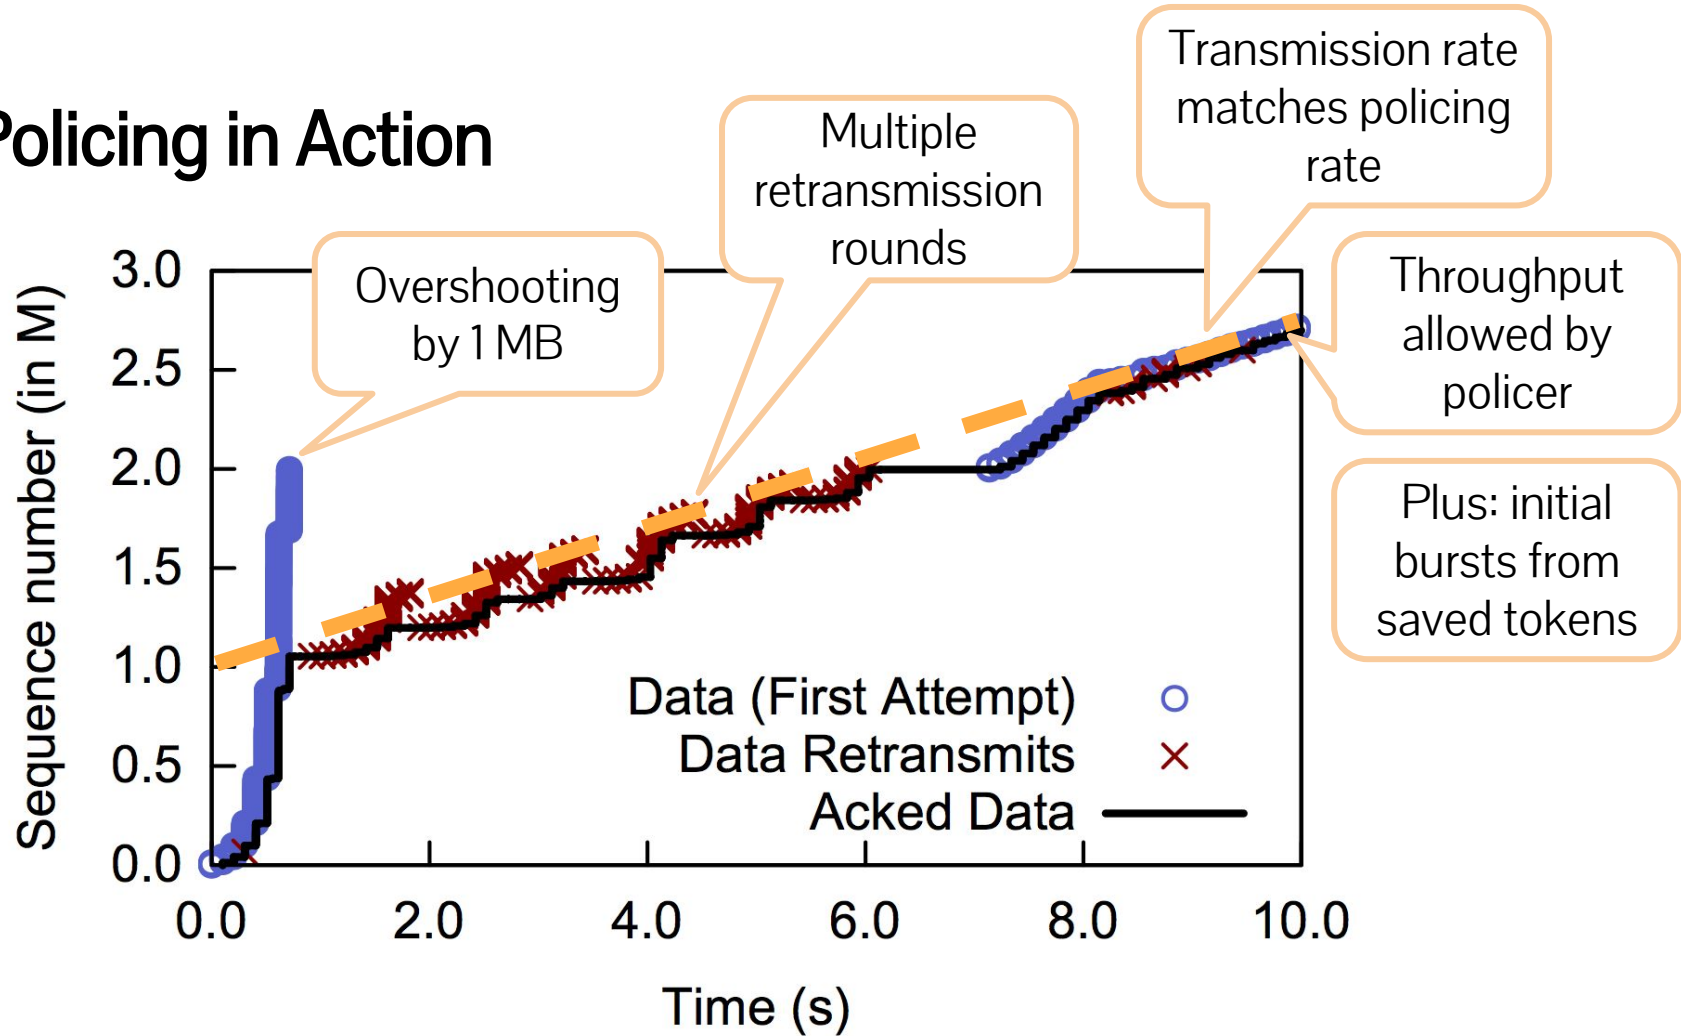 Policing in Action
Transmission rate
matches policing
rate
Multiple
retransmission
rounds
Overshooting
by 1 MB
Throughput
allowed by
policer
Plus: initial
bursts from
saved tokens
Sequence number (in M)
3.0
2.5
2.0
1.5
1.0
0.5
0.0
Data (First Attempt)
Data Retransmits
Acked Data
0.0 2.0 4.0 6.0 8.0 10.0
Time (s)